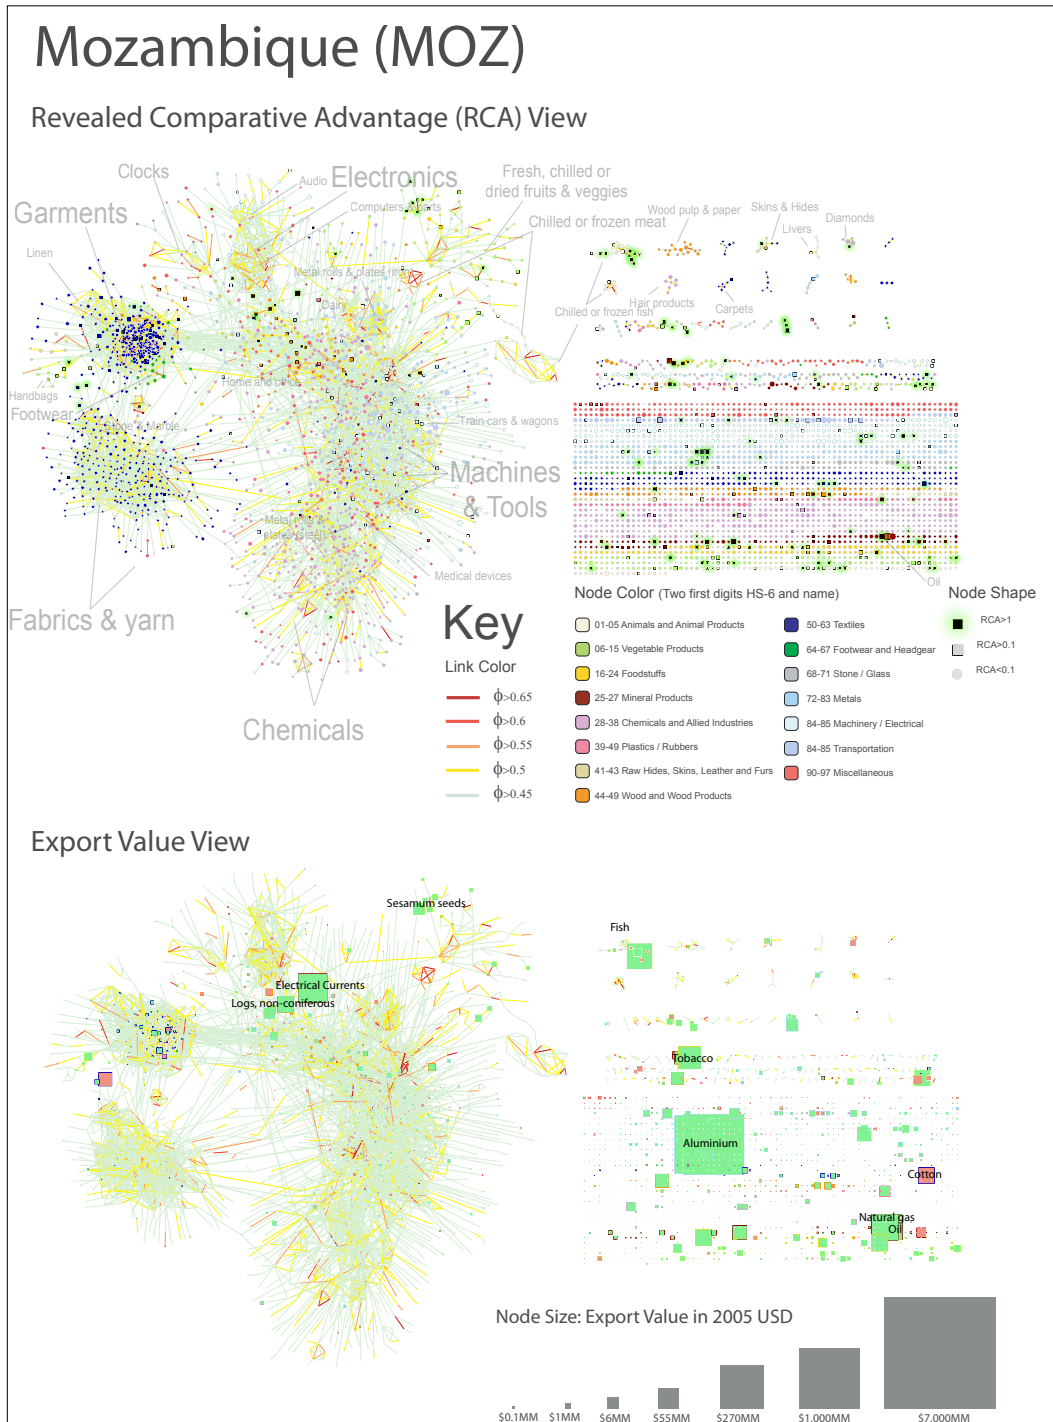 Mozambique (MOZ)
Revealed Comparative Advantage (RCA) View
Clocks
Audio
Electronics
Computers & parts
Fresh, chilled or
dried fruits & veggies
Garments
Chilled or frozen meat
Wood pulp & paper
Skins & Hides
Livers
Diamonds
Linen
Metal rolls & plates (iron)
Dairy
Hair products
Chilled or frozen fish
Carpets
Home and office
Handbags
Footwear
Stone & Marble
Train cars & wagons
Machines
& Tools
Metal rolls &
plates (steel)
Medical devices
Oil
Fabrics & yarn
Chemicals
Key
Link Color
ϕ>0.65
ϕ>0.6
ϕ>0.55
ϕ>0.5
ϕ>0.45
Node Color (Two first digits HS-6 and name)
01-05 Animals and Animal Products
06-15 Vegetable Products
16-24 Foodstuffs
25-27 Mineral Products
28-38 Chemicals and Allied Industries
39-49 Plastics / Rubbers
41-43 Raw Hides, Skins, Leather and Furs
44-49 Wood and Wood Products
50-63 Textiles
64-67 Footwear and Headgear
68-71 Stone / Glass
72-83 Metals
84-85 Machinery / Electrical
84-85 Transportation
90-97 Miscellaneous
Node Shape
RCA>1
RCA>0.1
RCA<0.1
Export Value View
Sesamum seeds
Fish
Electrical Currents
Logs, non-coniferous
Tobacco
Aluminium
Cotton
Natural gas
Oil
Node Size: Export Value in 2005 USD
$0.1MM
$1MM
$6MM
$55MM
$270MM
$1.000MM
$7.000MM